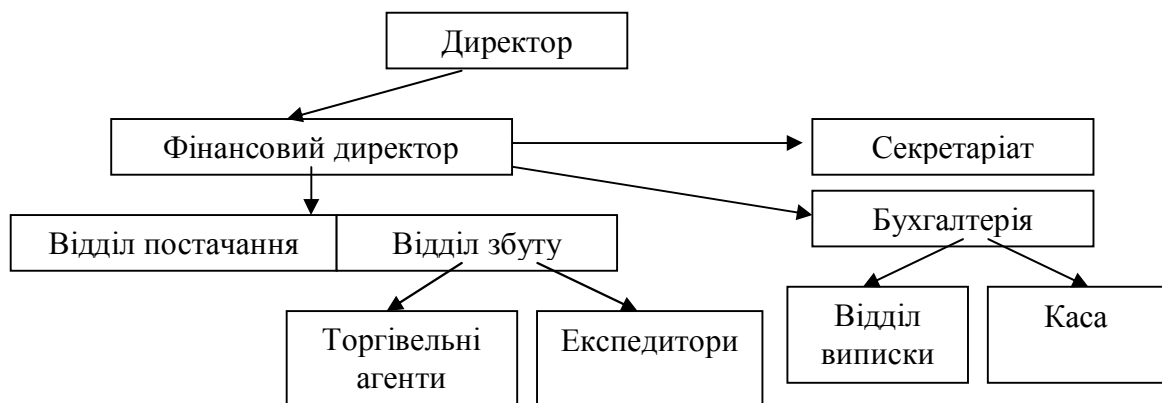 Директор
Фінансовий директор
Секретаріат
Бухгалтерія
Відділ постачання
Відділ збуту
Торгівельні
агенти
Експедитори
Відділ
виписки
Каса